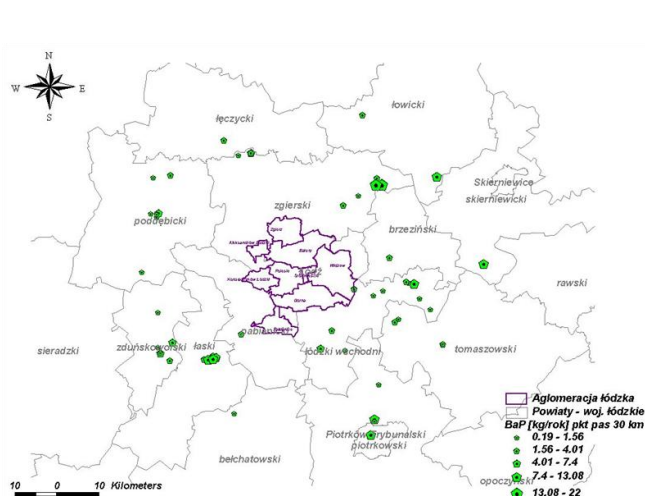 N
W E
S
łowicki
łęczycki
Skierniewice
skierniewicki
zgierski
poddębicki
brzeziński
rawski
sieradzki
zduńskowolski
łaski
pabianicki
łódzki wschodni
tomaszowski
Piotrków Trybunalski
piotrkowski
bełchatowski
opoczyński
Aglomeracja łódzka
Powiaty - woj. łódzkie
BaP [kg/rok] pkt pas 30 km
0.19 - 1.56
1.56 - 4.01
4.01 - 7.4
7.4 - 13.08
13.08 - 22
10 0 10 Kilometers